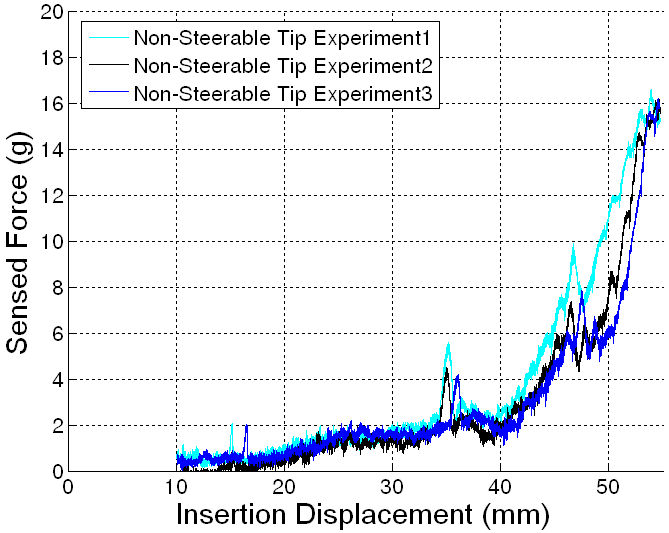 20
18
16
14
12
10
8
6
4
2
0
Sensed Force (g)
Non-Steerable Tip Experiment1
Non-Steerable Tip Experiment2
Non-Steerable Tip Experiment3
0 10 20 30 40 50
Insertion Displacement (mm)